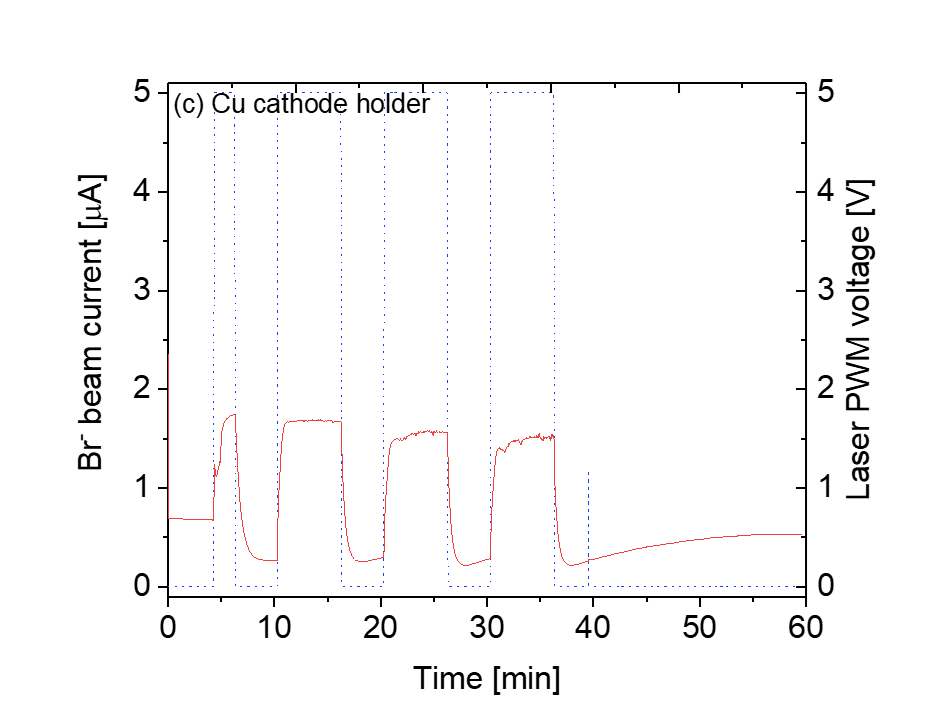 (c) Cu cathode holder
Br⁻ beam current [μA]
5
4
3
2
1
0
Laser PWM voltage [V]
5
4
3
2
1
0
0 10 20 30 40 50 60
Time [min]